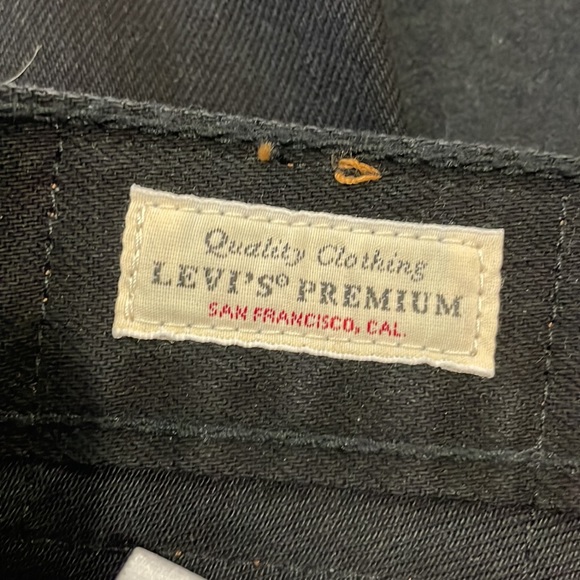 Quality Clothing
LEVI'S® PREMIUM
SAN FRANCISCO, CAL.